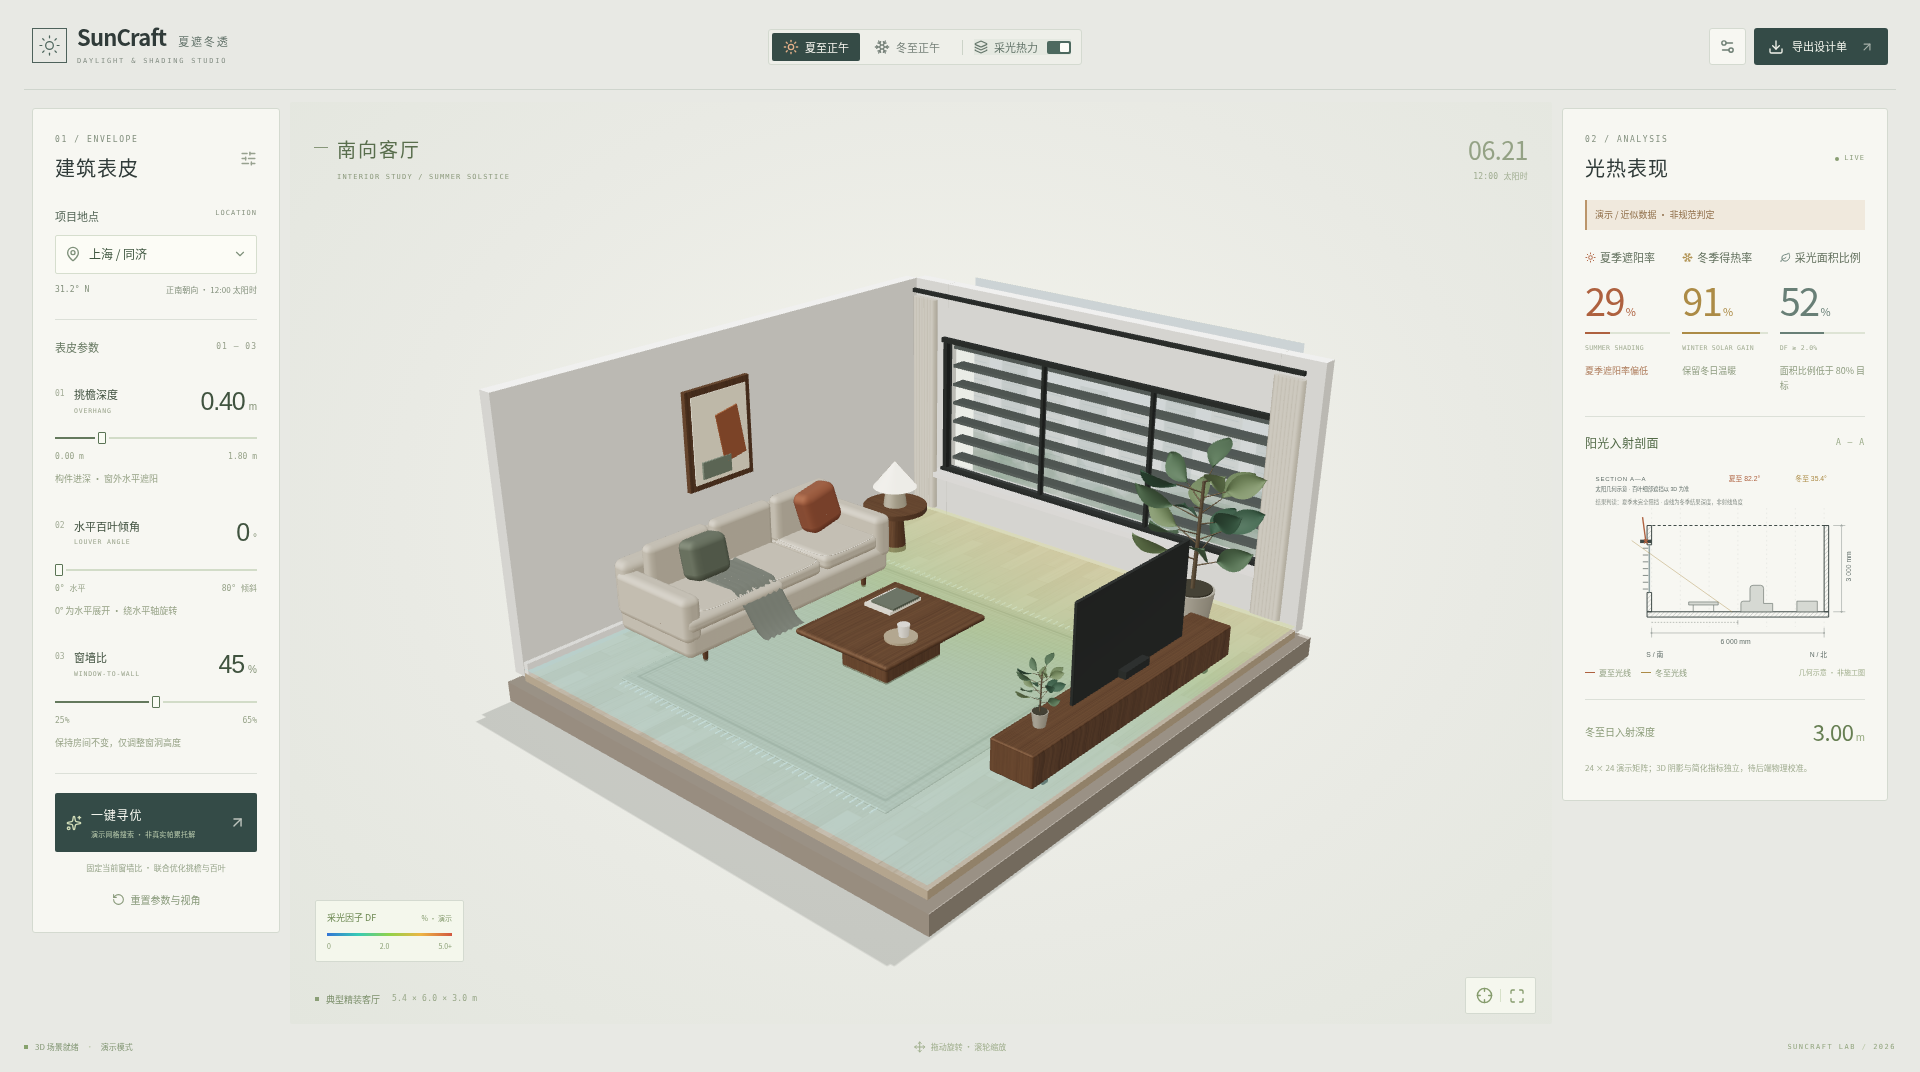 SunCraft 夏遮冬透
DAYLIGHT & SHADING STUDIO
夏至正午
冬至正午
采光热力
导出设计单
01 / ENVELOPE
建筑表皮
项目地点
LOCATION
上海 / 同济
31.2° N
正南朝向 · 12:00 太阳时
表皮参数
01 — 03
01 挑檐深度
OVERHANG
0.40 m
0.00 m
1.80 m
构件进深 · 窗外水平遮阳
02 水平百叶倾角
LOUVER ANGLE
0 °
0° 水平
80° 倾斜
0° 为水平展开 · 绕水平轴旋转
03 窗墙比
WINDOW-TO-WALL
45 %
25%
65%
保持房间不变，仅调整窗洞高度
一键寻优
演示网格搜索 · 非真实帕累托解
固定当前窗墙比 · 联合优化挑檐与百叶
重置参数与视角
南向客厅
INTERIOR STUDY / SUMMER SOLSTICE
06.21
12:00 太阳时
采光因子 DF
% · 演示
0
2.0
5.0+
典型精装客厅
5.4 × 6.0 × 3.0 m
02 / ANALYSIS
光热表现
LIVE
演示 / 近似数据 · 非规范判定
夏季遮阳率
冬季得热率
采光面积比例
29 %
91 %
52 %
SUMMER SHADING
WINTER SOLAR GAIN
DF ≥ 2.0%
夏季遮阳率偏低
保留冬日温暖
面积比例低于 80% 目标
阳光入射剖面
A — A
SECTION A—A
夏至 82.2°
冬至 35.4°
3 000 mm
6 000 mm
S / 南
N / 北
夏至光线
冬至光线
几何示意 · 非施工图
冬至日入射深度
3.00 m
24 × 24 演示矩阵；3D 阴影与简化指标独立，待后端物理校准。
3D 场景就绪 · 演示模式
拖动旋转 · 滚轮缩放
SUNCRAFT LAB / 2026